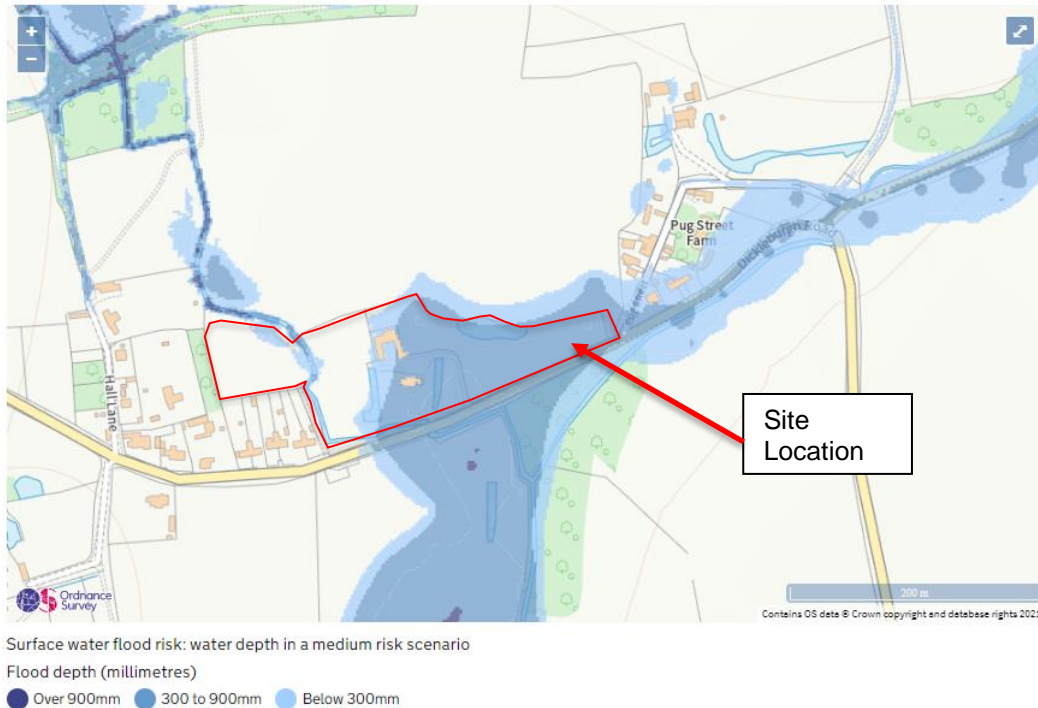 +
−
Pug Street
Farm
Dickleburgh Road
Hall Lane
Site
Location
Ordnance
Survey
200 m
Contains OS data © Crown copyright and database rights 2021
Surface water flood risk: water depth in a medium risk scenario
Flood depth (millimetres)
Over 900mm 300 to 900mm Below 300mm